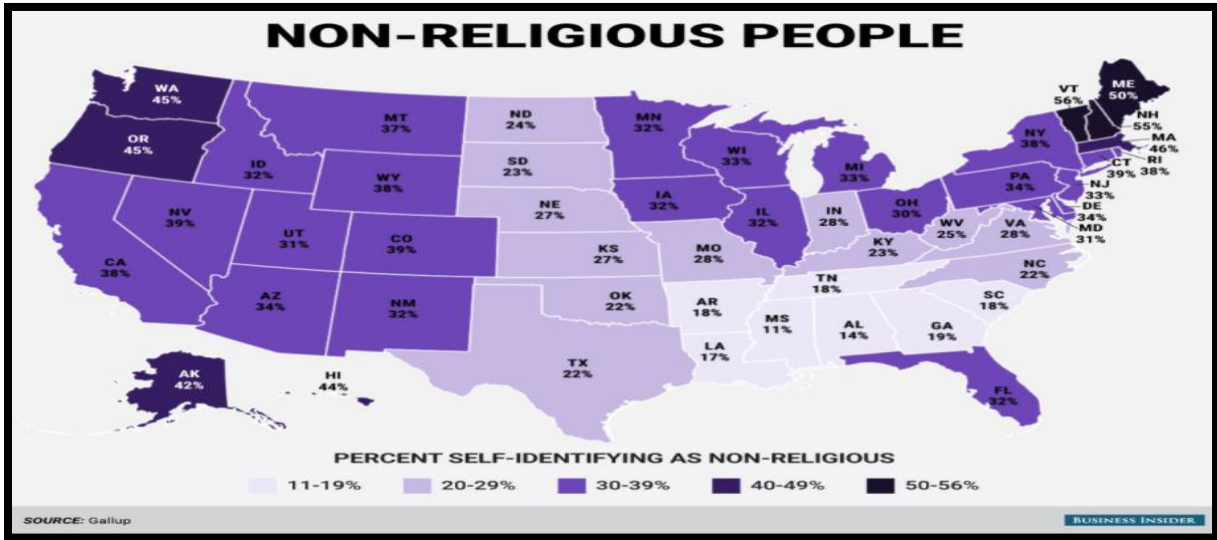 NON-RELIGIOUS PEOPLE
WA
45%
OR
45%
CA
38%
NV
39%
ID
32%
MT
37%
WY
38%
UT
31%
CO
39%
AZ
34%
NM
32%
ND
24%
SD
23%
NE
27%
KS
27%
OK
22%
TX
22%
MN
32%
IA
32%
MO
28%
AR
18%
LA
17%
WI
33%
IL
32%
MI
33%
IN
28%
OH
30%
KY
23%
TN
18%
MS
11%
AL
14%
GA
19%
FL
32%
SC
18%
NC
22%
VA
28%
WV
25%
PA
34%
NY
38%
VT
56%
ME
50%
NH
55%
MA
46%
RI
38%
CT
39%
NJ
33%
DE
34%
MD
31%
AK
42%
HI
44%
PERCENT SELF-IDENTIFYING AS NON-RELIGIOUS
11-19%
20-29%
30-39%
40-49%
50-56%
SOURCE: Gallup
BUSINESS INSIDER